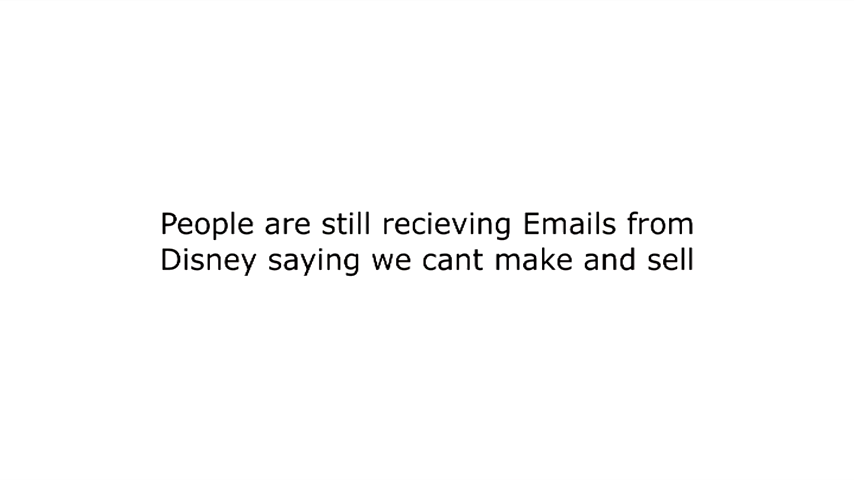 People are still recieving Emails from
Disney saying we cant make and sell